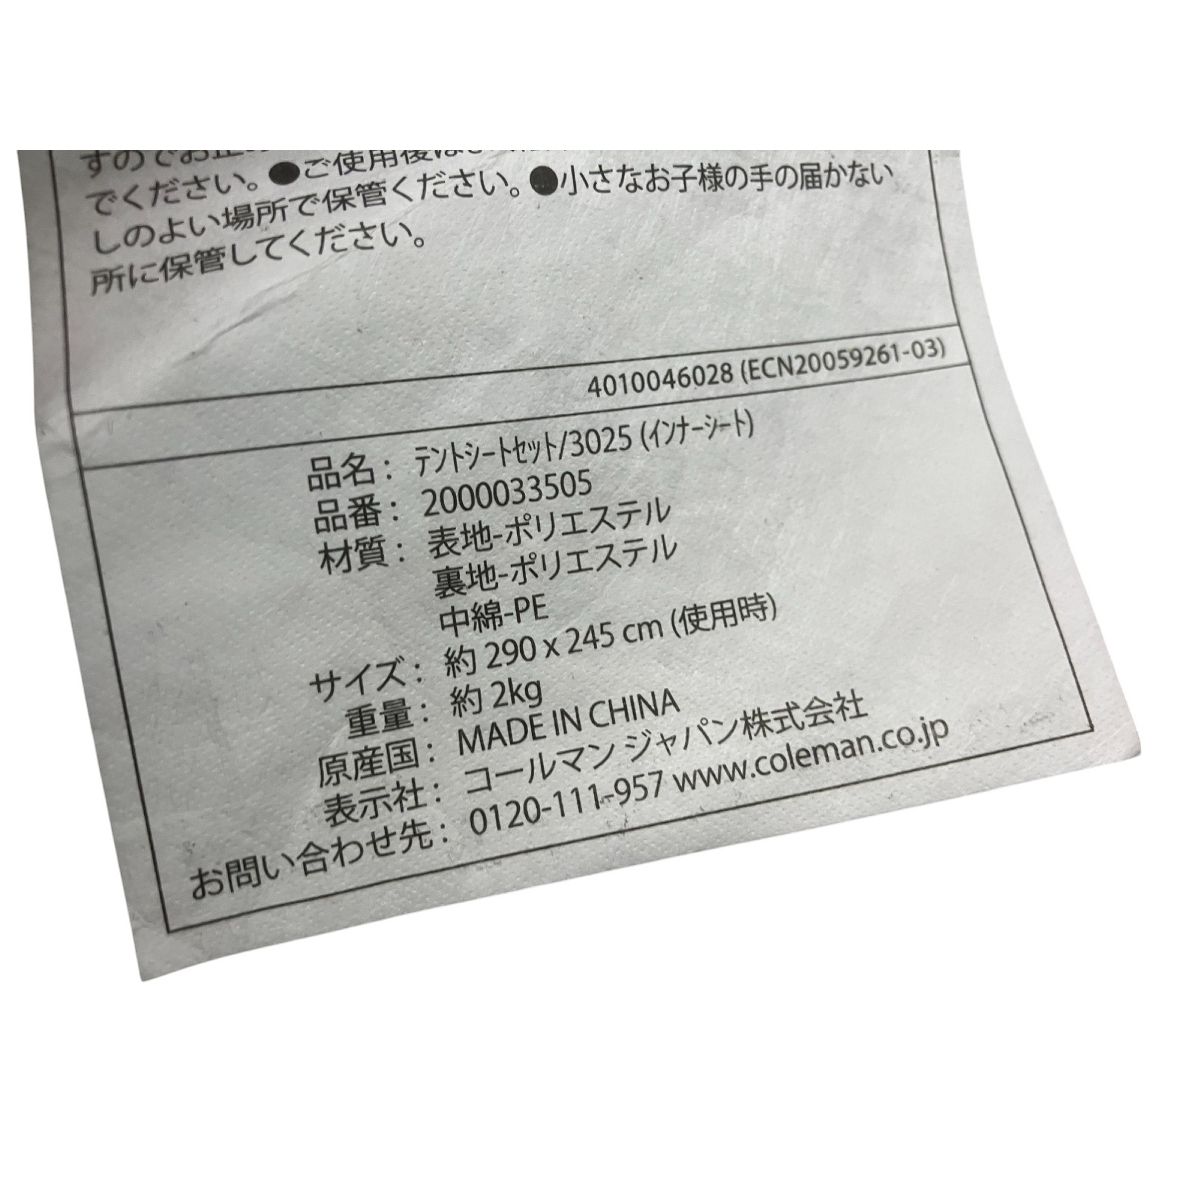 すのでお
でください。●ご使用後は
しのよい場所で保管ください。●小さなお子様の手の届かない
所に保管してください。
4010046028 (ECN20059261-03)
品名： ﾃﾝﾄｼｰﾄｾｯﾄ/3025 (ｲﾝﾅｰｼｰﾄ)
品番： 2000033505
材質： 表地-ポリエステル
裏地-ポリエステル
中綿-PE
サイズ： 約 290 x 245 cm (使用時)
重量： 約 2kg
原産国： MADE IN CHINA
表示社： コールマン ジャパン株式会社
お問い合わせ先： 0120-111-957 www.coleman.co.jp